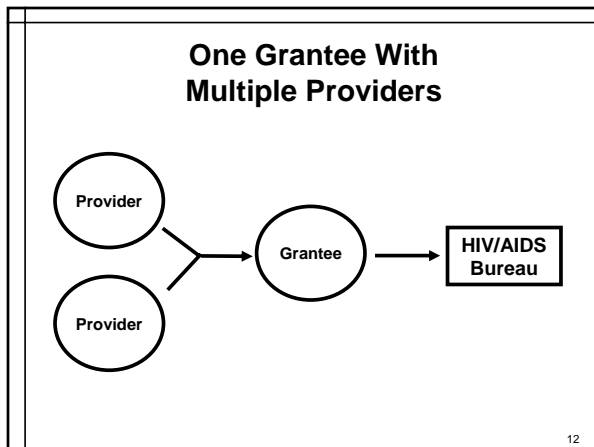 One Grantee With
Multiple Providers
Provider
Grantee
HIV/AIDS
Bureau
Provider
12